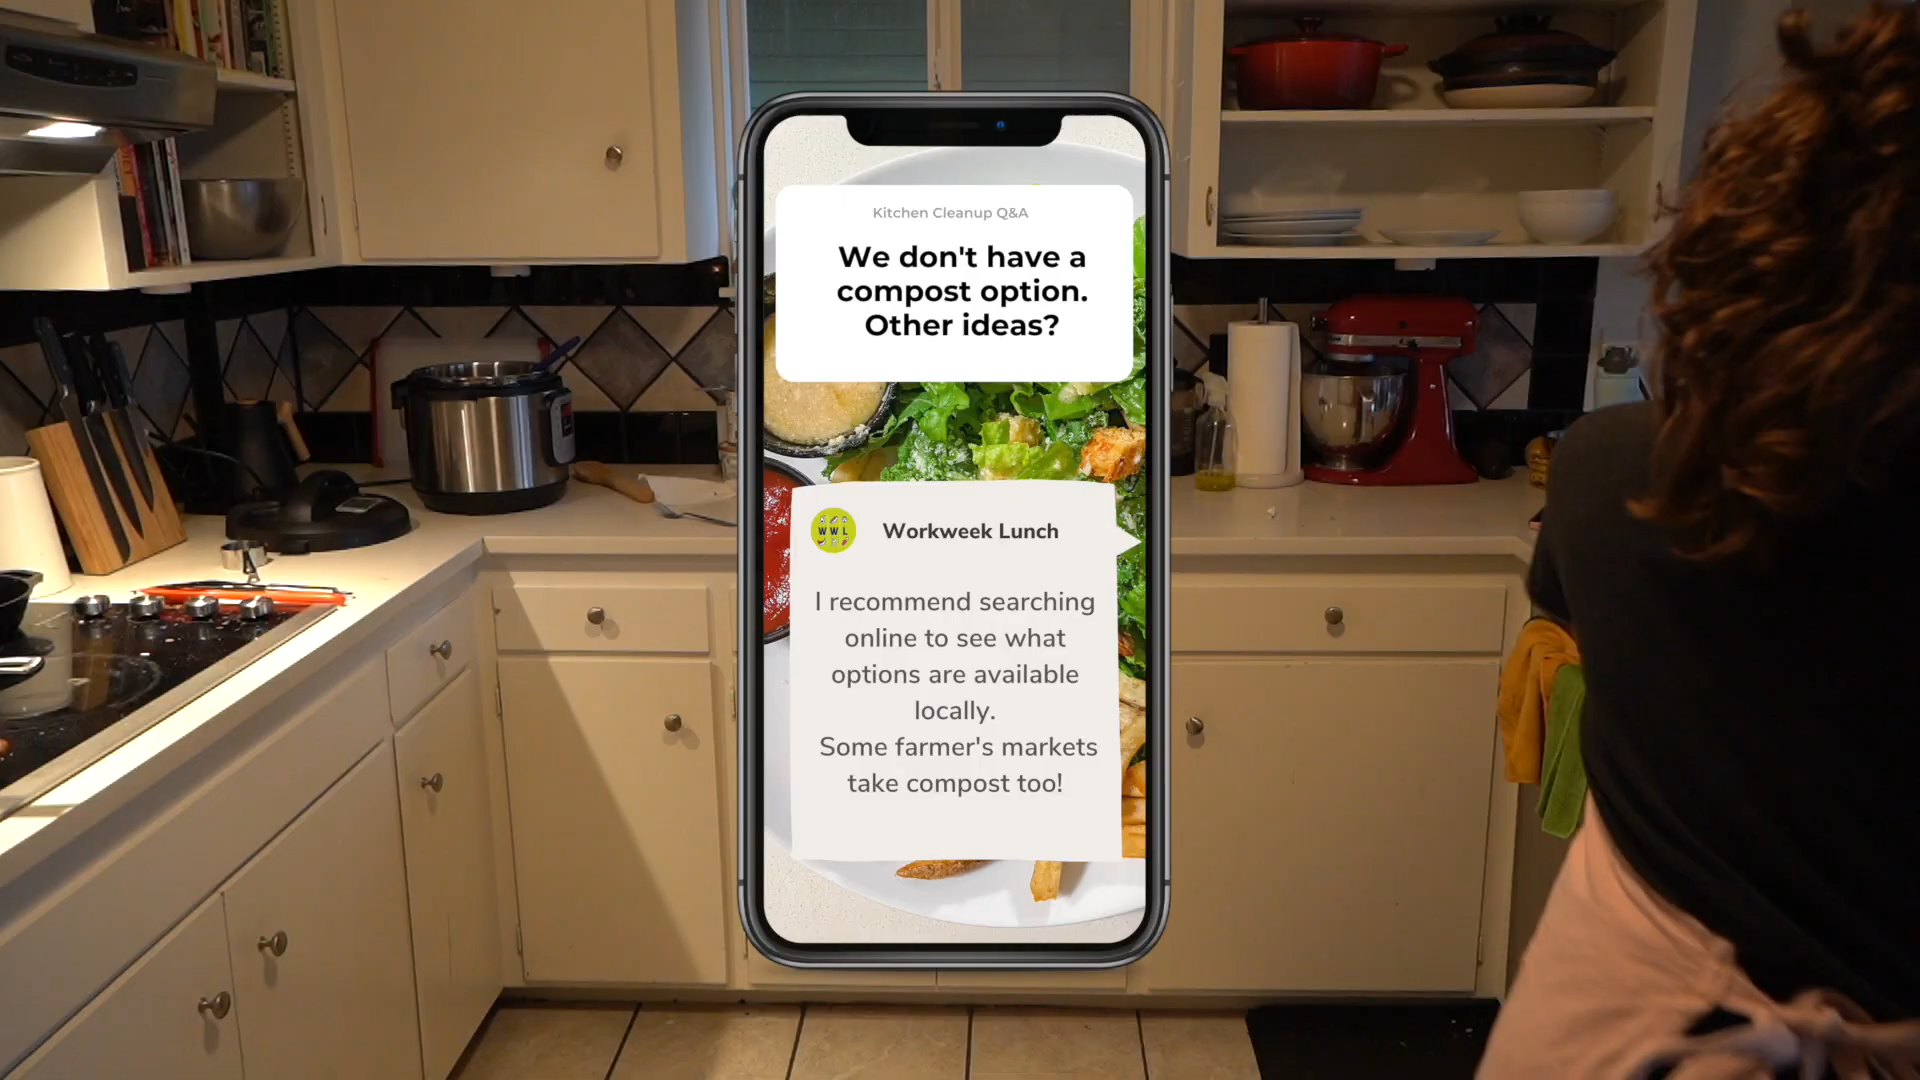 Kitchen Cleanup Q&A
We don't have a
compost option.
Other ideas?
WWL
Workweek Lunch
I recommend searching
online to see what
options are available
locally.
Some farmer's markets
take compost too!